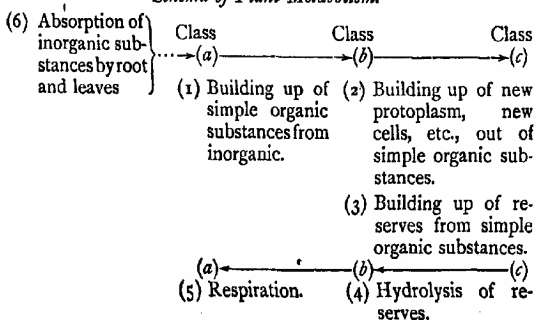 Schema of Plant Metabolism
(6) Absorption of
inorganic sub-
stances by root
and leaves
Class Class Class
(a) (b) (c)
(1) Building up of
simple organic
substances from
inorganic.
(2) Building up of new
protoplasm, new
cells, etc., out of
simple organic sub-
stances.
(3) Building up of re-
serves from simple
organic substances.
(a) (b) (c)
(5) Respiration.
(4) Hydrolysis of re-
serves.